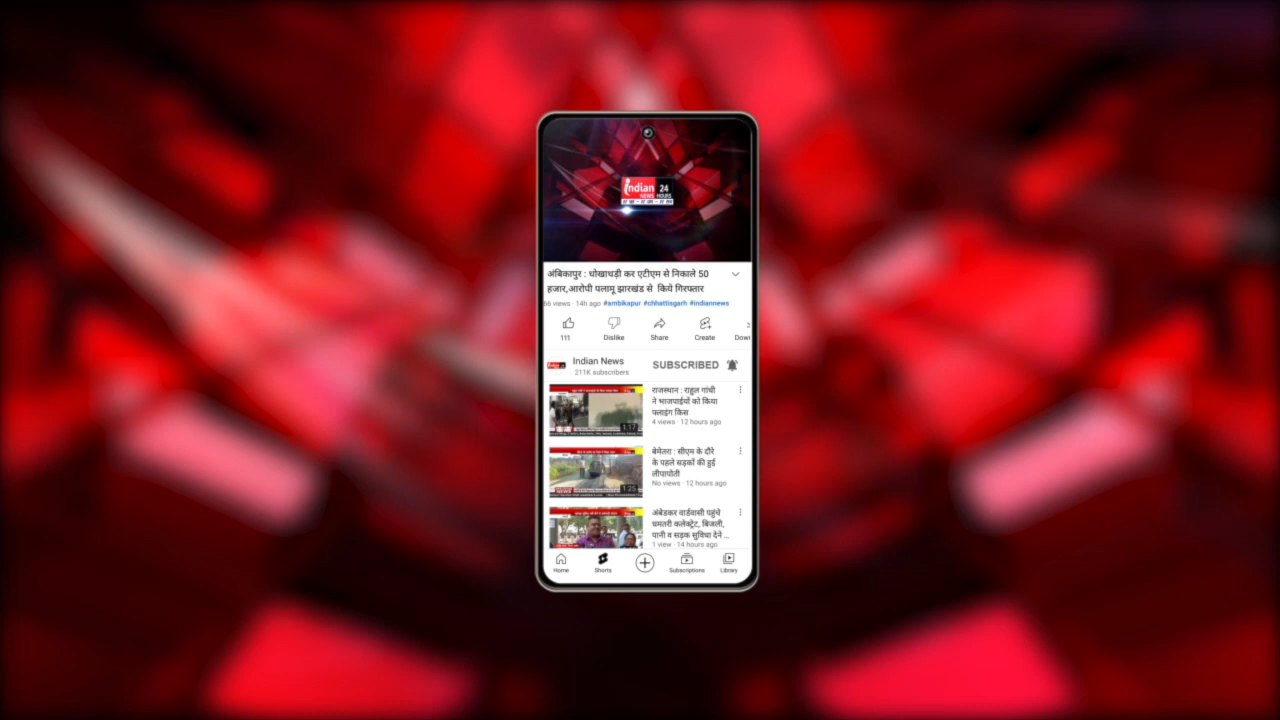 Indian
24
NEWS
HOURS
अंबिकापुर : धोखाधड़ी कर एटीएम से निकाले 50
हजार,आरोपी पलामू झारखंड से किये गिरफ्तार
66 views · 14h ago #ambikapur #chhattisgarh #indiannews
111
Dislike
Share
Create
Dow
Indian News
211K subscribers
SUBSCRIBED
राजस्थान : राहुल गांधी
ने भाजपाईयों को किया
फ्लाइंग किस
4 views · 12 hours ago
1:17
बेमेतरा : सीएम के दौरे
के पहले सड़कों की हुई
लीपापोती
No views · 12 hours ago
NEWS
1:25
अंबेडकर वार्डवासी पहुंचे
धमतरी कलेक्ट्रेट, बिजली,
पानी व सड़क सुविधा देने ...
1 view · 14 hours ago
Home
Shorts
Subscriptions
Library